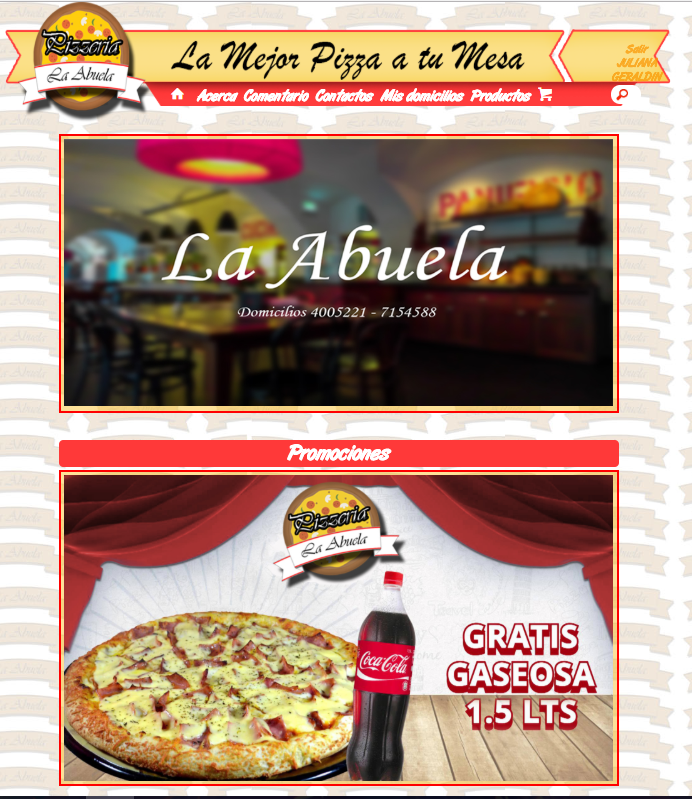 Pizzeria
La Abuela
La Mejor Pizza a tu Mesa
Salir
JULIANA
GERALDIN
Acerca Comentario Contactos Mis domicilios Productos
La Abuela
Domicilios 4005221 - 7154588
Promociones
Pizzeria
La Abuela
Coca-Cola
GRATIS
GASEOSA
1.5 LTS